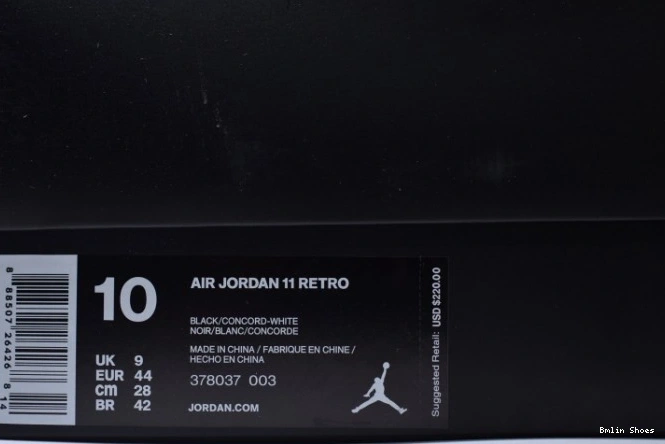 8 88507 26426 8 14
10
UK 9
EUR 44
cm 28
BR 42
AIR JORDAN 11 RETRO
BLACK/CONCORD-WHITE
NOIR/BLANC/CONCORDE
MADE IN CHINA / FABRIQUE EN CHINE /
HECHO EN CHINA
378037 003
JORDAN.COM
Suggested Retail: USD $220.00
Bmlin Shoes